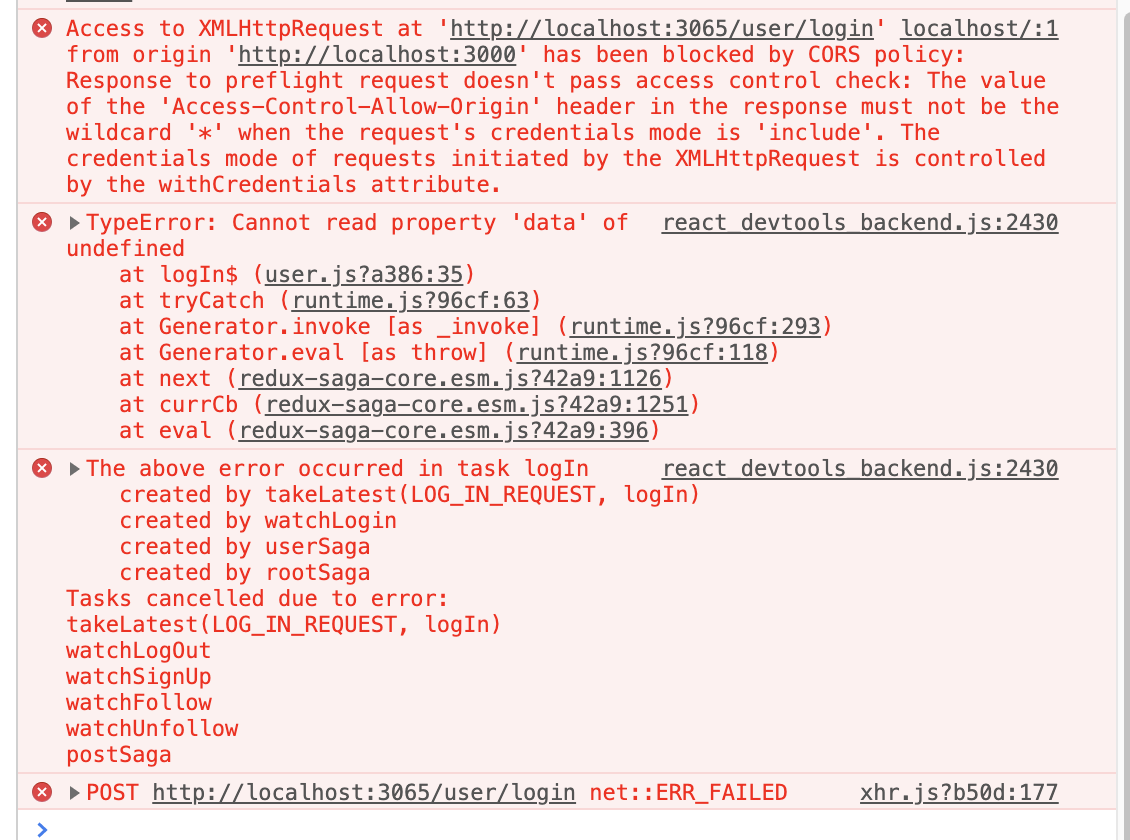 Access to XMLHttpRequest at 'http://localhost:3065/user/login' localhost/:1
from origin 'http://localhost:3000' has been blocked by CORS policy:
Response to preflight request doesn't pass access control check: The value
of the 'Access-Control-Allow-Origin' header in the response must not be the
wildcard '*' when the request's credentials mode is 'include'. The
credentials mode of requests initiated by the XMLHttpRequest is controlled
by the withCredentials attribute.
TypeError: Cannot read property 'data' of react_devtools_backend.js:2430
undefined
at logIn$ (user.js?a386:35)
at tryCatch (runtime.js?96cf:63)
at Generator.invoke [as _invoke] (runtime.js?96cf:293)
at Generator.eval [as throw] (runtime.js?96cf:118)
at next (redux-saga-core.esm.js?42a9:1126)
at currCb (redux-saga-core.esm.js?42a9:1251)
at eval (redux-saga-core.esm.js?42a9:396)
The above error occurred in task logIn react_devtools_backend.js:2430
created by takeLatest(LOG_IN_REQUEST, logIn)
created by watchLogin
created by userSaga
created by rootSaga
Tasks cancelled due to error:
takeLatest(LOG_IN_REQUEST, logIn)
watchLogOut
watchSignUp
watchFollow
watchUnfollow
postSaga
POST http://localhost:3065/user/login net::ERR_FAILED xhr.js?b50d:177